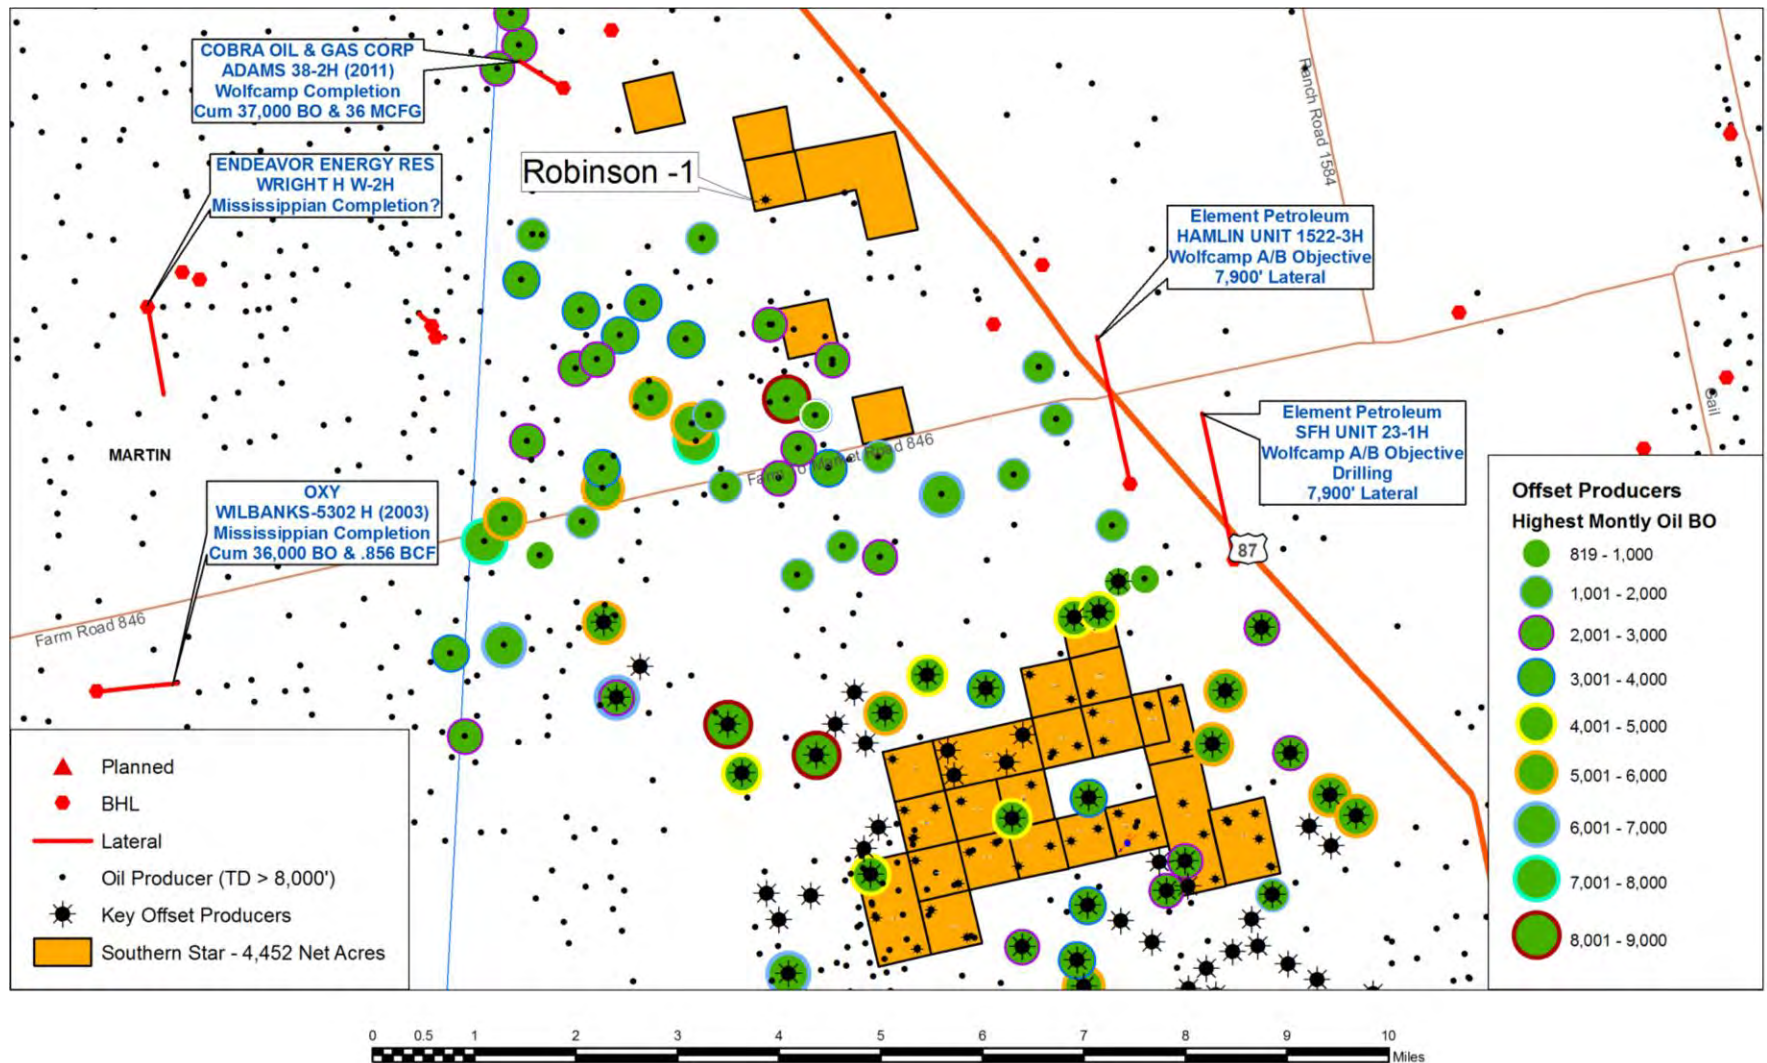 COBRA OIL & GAS CORP
ADAMS 38-2H (2011)
Wolfcamp Completion
Cum 37,000 BO & 36 MCFG
ENDEAVOR ENERGY RES
WRIGHT H W-2H
Mississippian Completion?
Robinson -1
Ranch Road 1584
Element Petroleum
HAMLIN UNIT 1522-3H
Wolfcamp A/B Objective
7,900' Lateral
Gail
Element Petroleum
SFH UNIT 23-1H
Wolfcamp A/B Objective
Drilling
7,900' Lateral
MARTIN
Farm To Market Road 846
OXY
WILBANKS-5302 H (2003)
Mississippian Completion
Cum 36,000 BO & .856 BCF
87
Farm Road 846
Offset Producers
Highest Montly Oil BO
819 - 1,000
1,001 - 2,000
2,001 - 3,000
3,001 - 4,000
4,001 - 5,000
5,001 - 6,000
6,001 - 7,000
7,001 - 8,000
8,001 - 9,000
Planned
BHL
Lateral
Oil Producer (TD > 8,000')
Key Offset Producers
Southern Star - 4,452 Net Acres
0 0.5 1 2 3 4 5 6 7 8 9 10
Miles